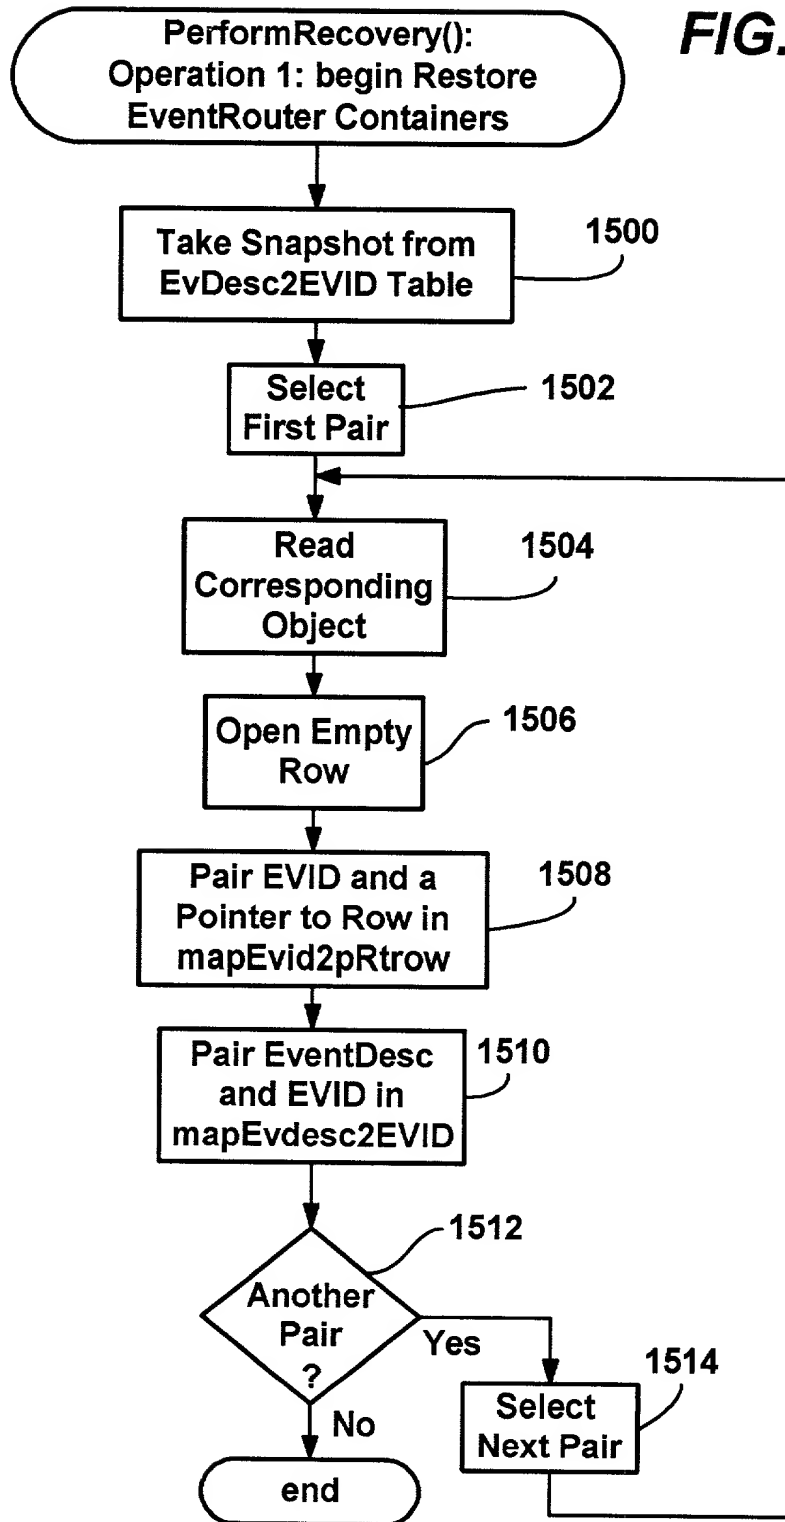 PerformRecovery():
Operation 1: begin Restore
EventRouter Containers
FIG.
Take Snapshot from
EvDesc2EVID Table
1500
Select
First Pair
1502
Read
Corresponding
Object
1504
Open Empty
Row
1506
Pair EVID and a
Pointer to Row in
mapEvid2pRtrow
1508
Pair EventDesc
and EVID in
mapEvdesc2EVID
1510
1512
Another
Pair
?
Yes
No
Select
Next Pair
1514
end